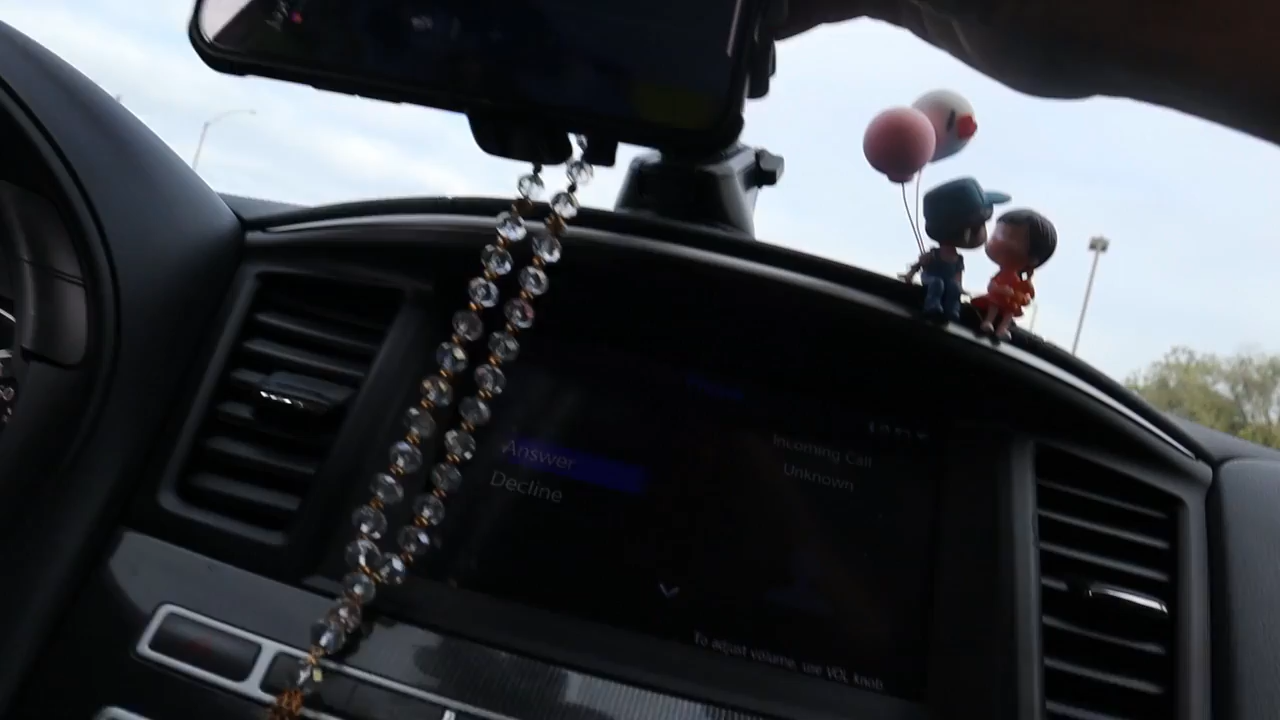 Answer
Decline
Incoming Call
Unknown
To adjust volume, use VOL knob